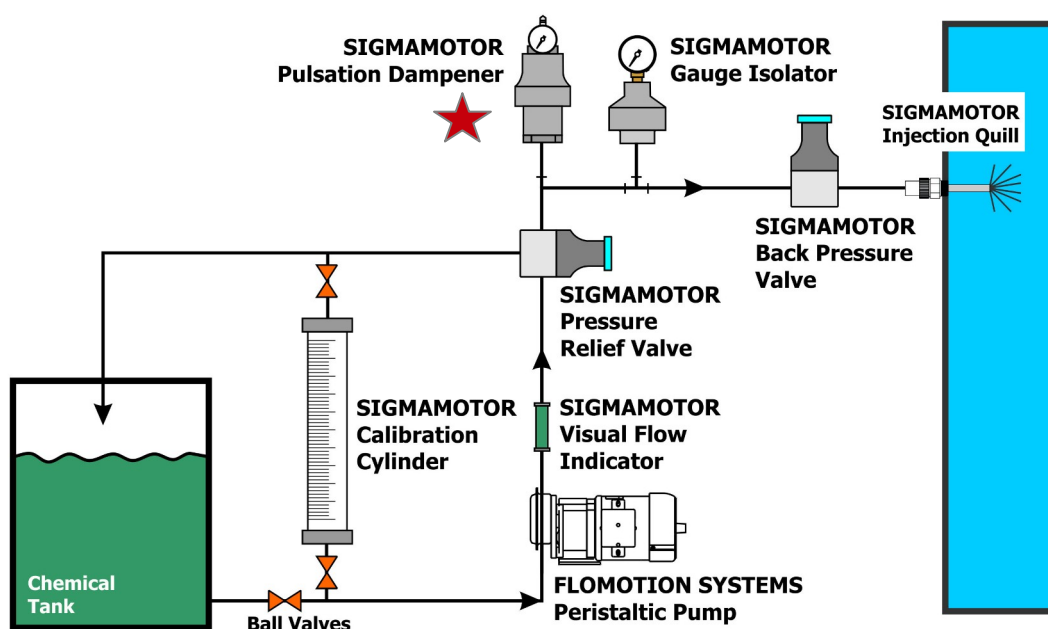 SIGMAMOTOR
Pulsation Dampener
SIGMAMOTOR
Gauge Isolator
SIGMAMOTOR
Injection Quill
SIGMAMOTOR
Back Pressure
Valve
SIGMAMOTOR
Pressure
Relief Valve
SIGMAMOTOR
Calibration
Cylinder
SIGMAMOTOR
Visual Flow
Indicator
Chemical
Tank
FLOMOTION SYSTEMS
Peristaltic Pump
Ball Valves